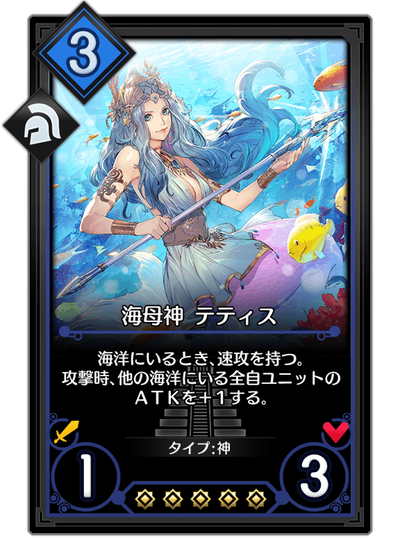 3
海母神 テティス
海洋にいるとき、速攻を持つ。
攻撃時、他の海洋にいる全自ユニットの
ATKを+1する。
タイプ:神
1
3